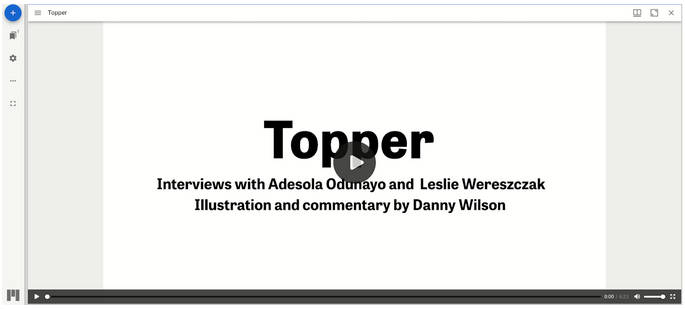 Topper
Topper
Interviews with Adesola Odunayo and Leslie Wereszczak
Illustration and commentary by Danny Wilson
0:00 / 6:23